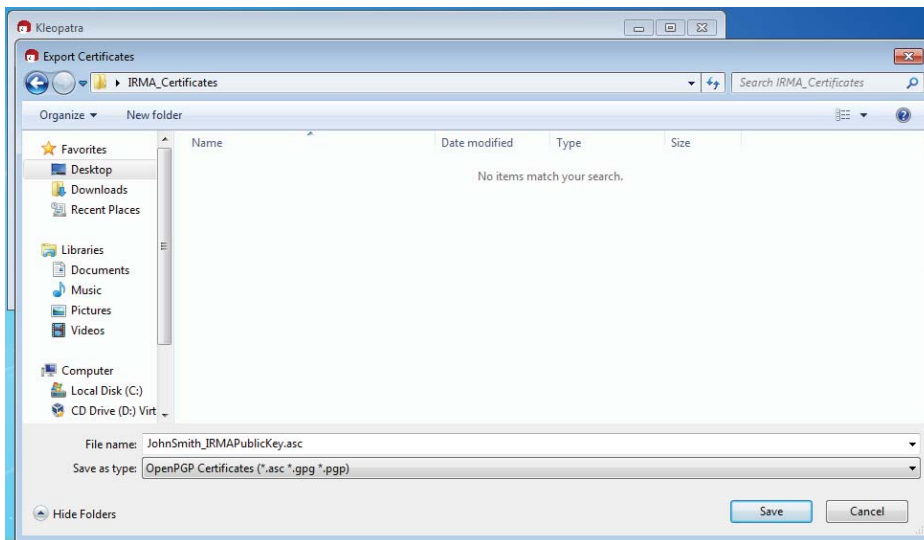 Kleopatra
Export Certificates
IRMA_Certificates
Search IRMA_Certificates
Organize
New folder
Name
Date modified
Type
Size
No items match your search.
Favorites
Desktop
Downloads
Recent Places
Libraries
Documents
Music
Pictures
Videos
Computer
Local Disk (C:)
CD Drive (D:) Virt
File name: JohnSmith_IRMAPublicKey.asc
Save as type: OpenPGP Certificates (*.asc *.gpg *.pgp)
Hide Folders
Save
Cancel